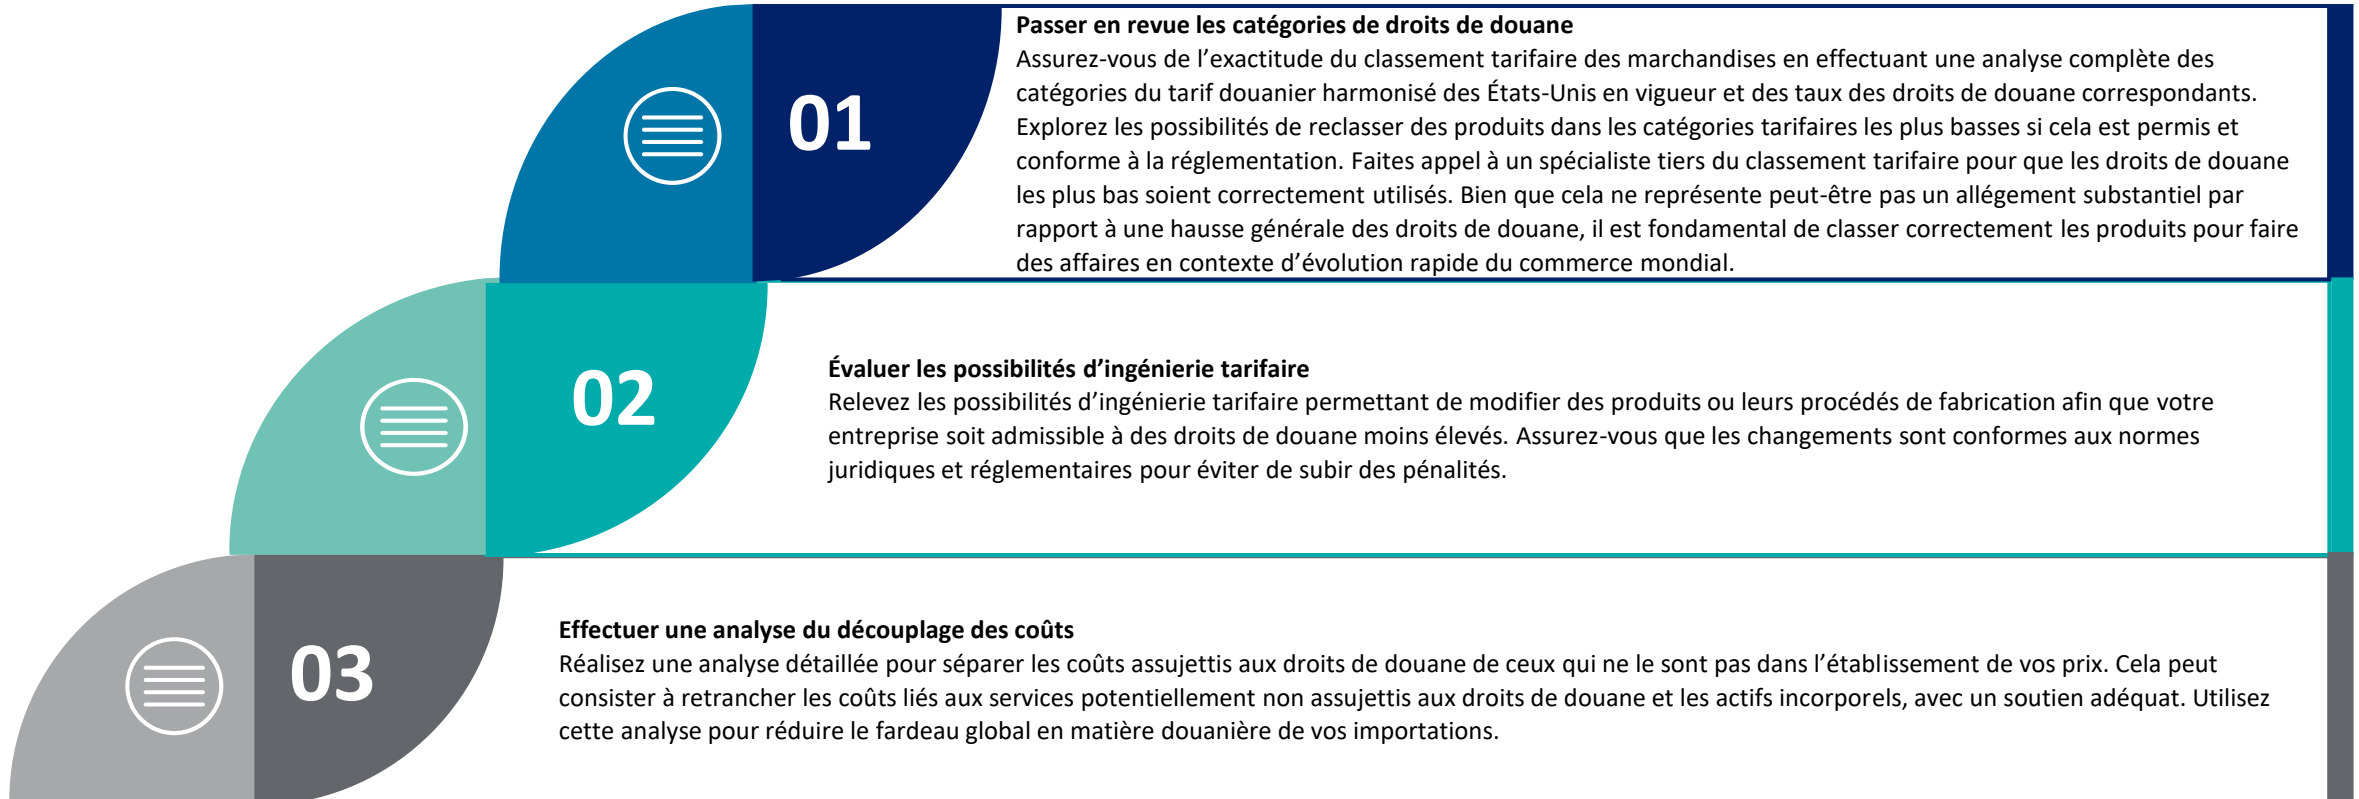 01
Passer en revue les catégories de droits de douane
Assurez-vous de l’exactitude du classement tarifaire des marchandises en effectuant une analyse complète des
catégories du tarif douanier harmonisé des États-Unis en vigueur et des taux des droits de douane correspondants.
Explorez les possibilités de reclasser des produits dans les catégories tarifaires les plus basses si cela est permis et
conforme à la réglementation. Faites appel à un spécialiste tiers du classement tarifaire pour que les droits de douane
les plus bas soient correctement utilisés. Bien que cela ne représente peut-être pas un allégement substantiel par
rapport à une hausse générale des droits de douane, il est fondamental de classer correctement les produits pour faire
des affaires en contexte d’évolution rapide du commerce mondial.
02
Évaluer les possibilités d’ingénierie tarifaire
Relevez les possibilités d’ingénierie tarifaire permettant de modifier des produits ou leurs procédés de fabrication afin que votre
entreprise soit admissible à des droits de douane moins élevés. Assurez-vous que les changements sont conformes aux normes
juridiques et réglementaires pour éviter de subir des pénalités.
03
Effectuer une analyse du découplage des coûts
Réalisez une analyse détaillée pour séparer les coûts assujettis aux droits de douane de ceux qui ne le sont pas dans l’établissement de vos prix. Cela peut
consister à retrancher les coûts liés aux services potentiellement non assujettis aux droits de douane et les actifs incorporels, avec un soutien adéquat. Utilisez
cette analyse pour réduire le fardeau global en matière douanière de vos importations.